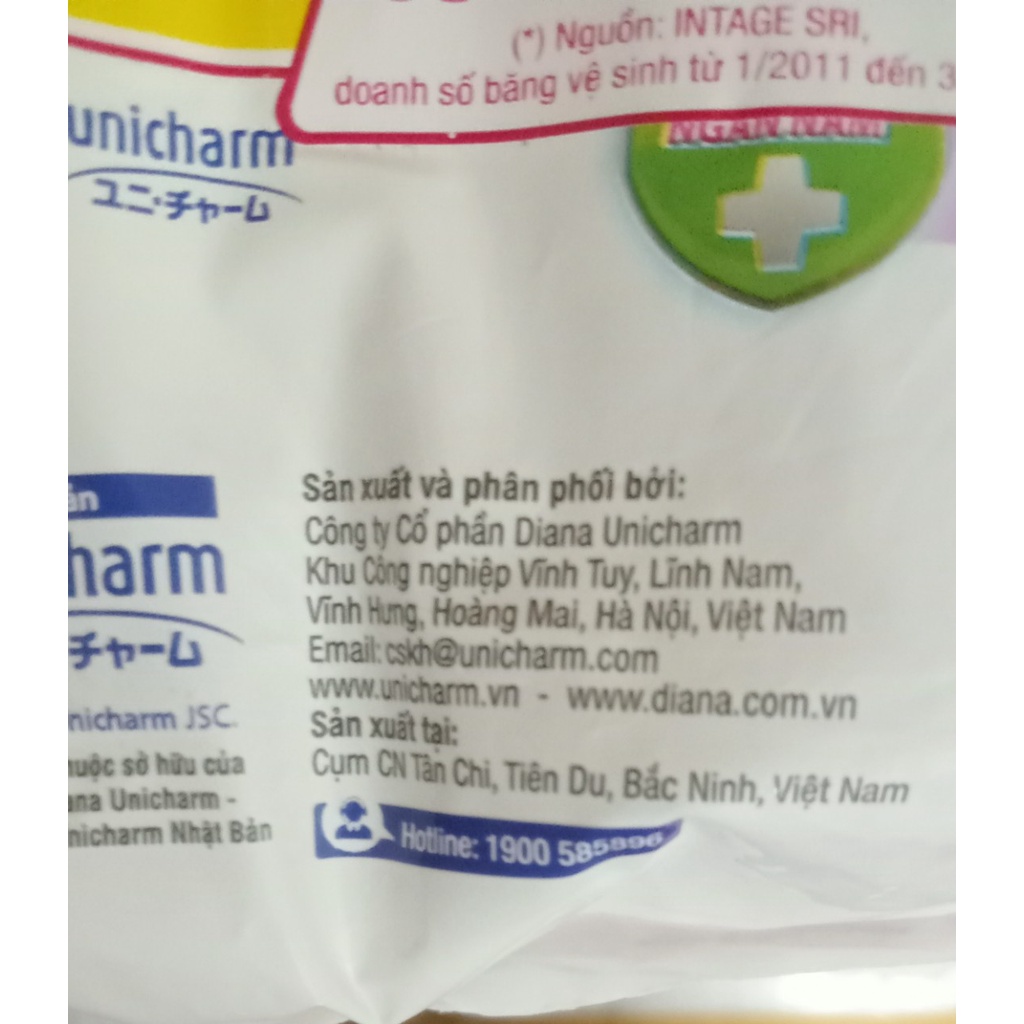 (*) Nguồn: INTAGE SRI,
doanh số băng vệ sinh từ 1/2011 đến 3
unicharm
ユニ・チャーム
NGÀN NĂM
Sản xuất và phân phối bởi:
Công ty Cổ phần Diana Unicharm
Khu Công nghiệp Vĩnh Tuy, Lĩnh Nam,
Vĩnh Hưng, Hoàng Mai, Hà Nội, Việt Nam
Email: cskh@unicharm.com
www.unicharm.vn - www.diana.com.vn
Sản xuất tại:
Cụm CN Tân Chi, Tiên Du, Bắc Ninh, Việt Nam
Hotline: 1900 585896
harm
チャーム
nicharm JSC.
uộc sở hữu của
ana Unicharm -
nicharm Nhật Bản